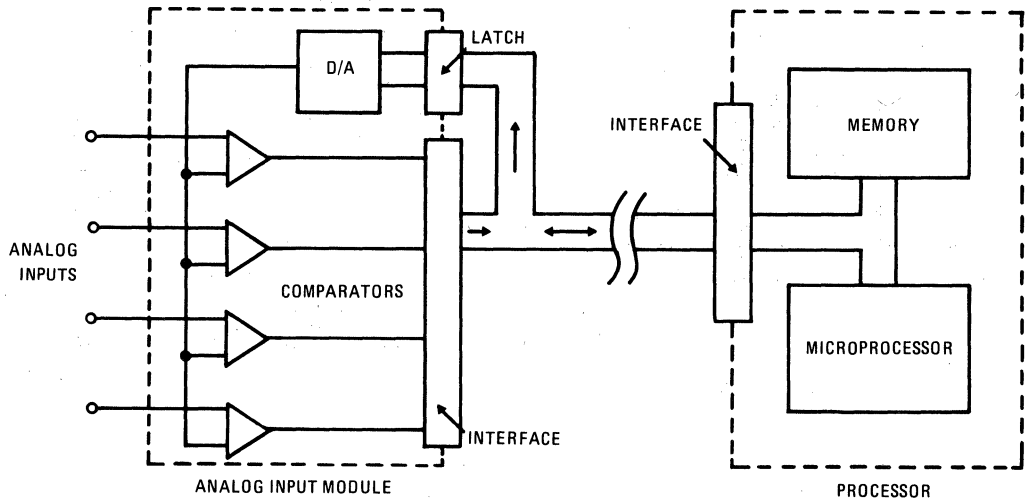 LATCH
D/A
INTERFACE
MEMORY
ANALOG
INPUTS
COMPARATORS
MICROPROCESSOR
INTERFACE
ANALOG INPUT MODULE
PROCESSOR